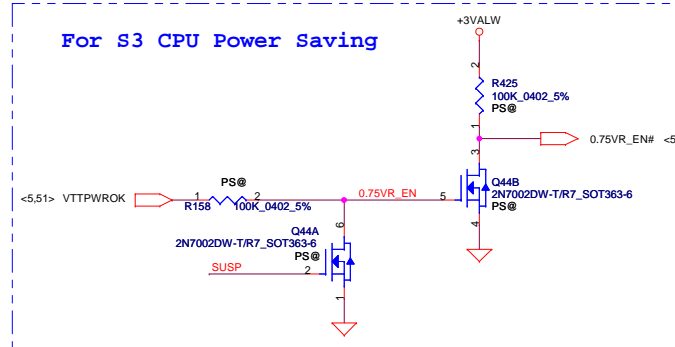 +3VALW
For S3 CPU Power Saving
2
R425
100K_0402_5%
PS@
1
0.75VR_EN# <5
3
Q44B
PS@
0.75VR_EN
5
2N7002DW-T/R7_SOT363-6
<5,51> VTTPWROK
1
2
PS@
R158
100K_0402_5%
4
Q44A
6
2N7002DW-T/R7_SOT363-6
PS@
SUSP
2
1